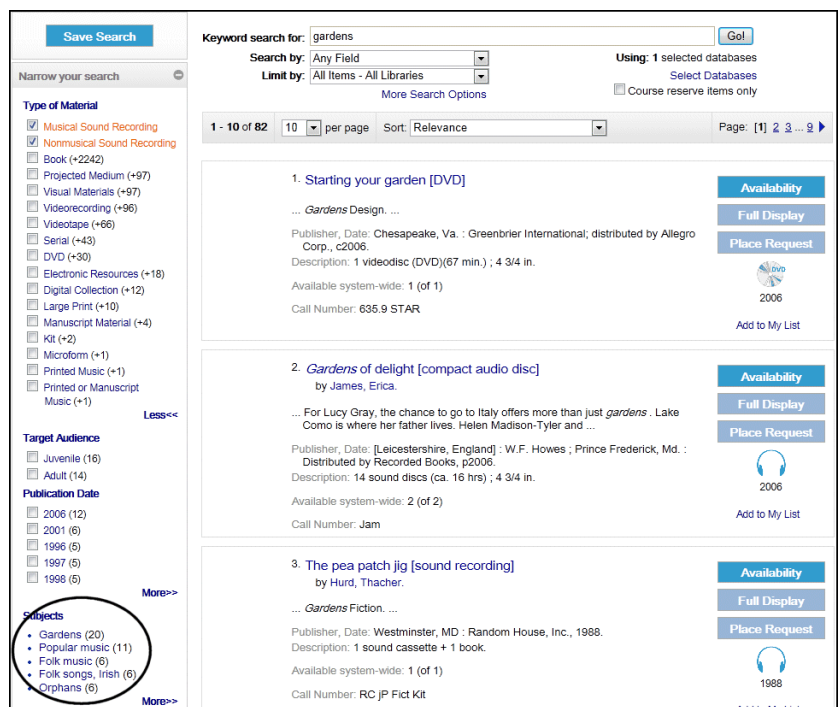 Save Search
Narrow your search
Type of Material
Musical Sound Recording
Nonmusical Sound Recording
Book (+2242)
Projected Medium (+97)
Visual Materials (+97)
Videorecording (+96)
Videotape (+66)
Serial (+43)
DVD (+30)
Electronic Resources (+18)
Digital Collection (+12)
Large Print (+10)
Manuscript Material (+4)
Kit (+2)
Microform (+1)
Printed Music (+1)
Printed or Manuscript
Music (+1)
Less<<
Target Audience
Juvenile (16)
Adult (14)
Publication Date
2006 (12)
2001 (6)
1996 (5)
1997 (5)
1998 (5)
More>>
Subjects
• Gardens (20)
• Popular music (11)
• Folk music (6)
• Folk songs, Irish (6)
• Orphans (6)
More>>
Keyword search for: gardens Go!
Search by: Any Field Using: 1 selected databases
Limit by: All Items - All Libraries Select Databases
More Search Options Course reserve items only
1 - 10 of 82 10 per page Sort: Relevance Page: [1] 2 3 ... 9
1. Starting your garden [DVD]
... Gardens Design. ...
Publisher, Date: Chesapeake, Va. : Greenbrier International; distributed by Allegro
Corp., c2006.
Description: 1 videodisc (DVD)(67 min.) ; 4 3/4 in.
Available system-wide: 1 (of 1)
Call Number: 635.9 STAR
Availability
Full Display
Place Request
DVD
2006
Add to My List
2. Gardens of delight [compact audio disc]
by James, Erica.
... For Lucy Gray, the chance to go to Italy offers more than just gardens . Lake
Como is where her father lives. Helen Madison-Tyler and ...
Publisher, Date: [Leicestershire, England] : W.F. Howes ; Prince Frederick, Md. :
Distributed by Recorded Books, p2006.
Description: 14 sound discs (ca. 16 hrs) ; 4 3/4 in.
Available system-wide: 2 (of 2)
Call Number: Jam
Availability
Full Display
Place Request
2006
Add to My List
3. The pea patch jig [sound recording]
by Hurd, Thacher.
... Gardens Fiction. ...
Publisher, Date: Westminster, MD : Random House, Inc., 1988.
Description: 1 sound cassette + 1 book.
Available system-wide: 1 (of 1)
Call Number: RC jP Fict Kit
Availability
Full Display
Place Request
1988